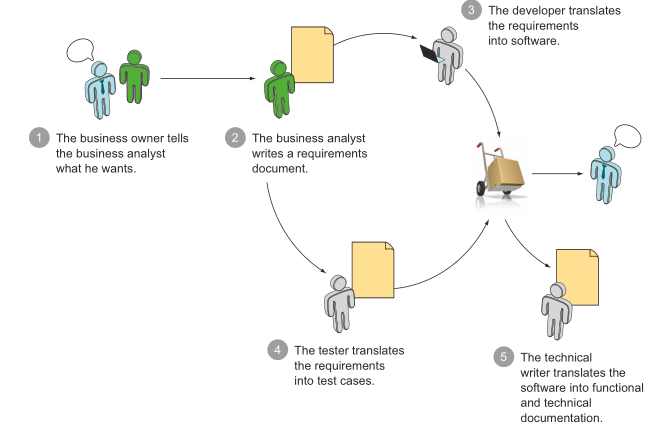 1
The business owner tells
the business analyst
what he wants.
2
The business analyst
writes a requirements
document.
3
The developer translates
the requirements
into software.
4
The tester translates
the requirements
into test cases.
5
The technical
writer translates the
software into functional
and technical
documentation.